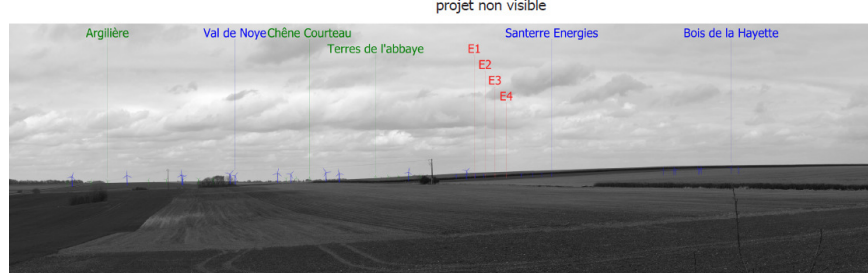 projet non visible
Argilière Val de Noye Chêne Courteau Santerre Energies Bois de la Hayette
Terres de l'abbaye E1
E2
E3
E4